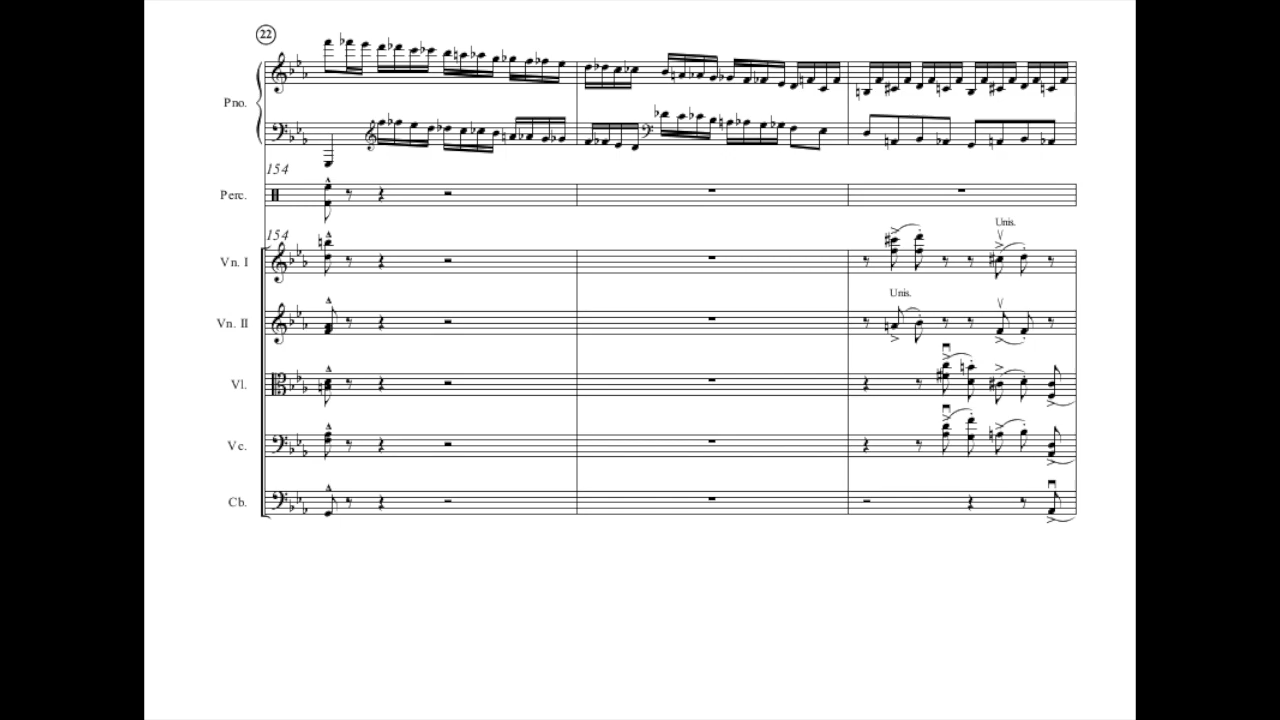 22
Pno.
154
Perc.
154
Unis.
Vn. I
Unis.
Vn. II
Vl.
Vc.
Cb.